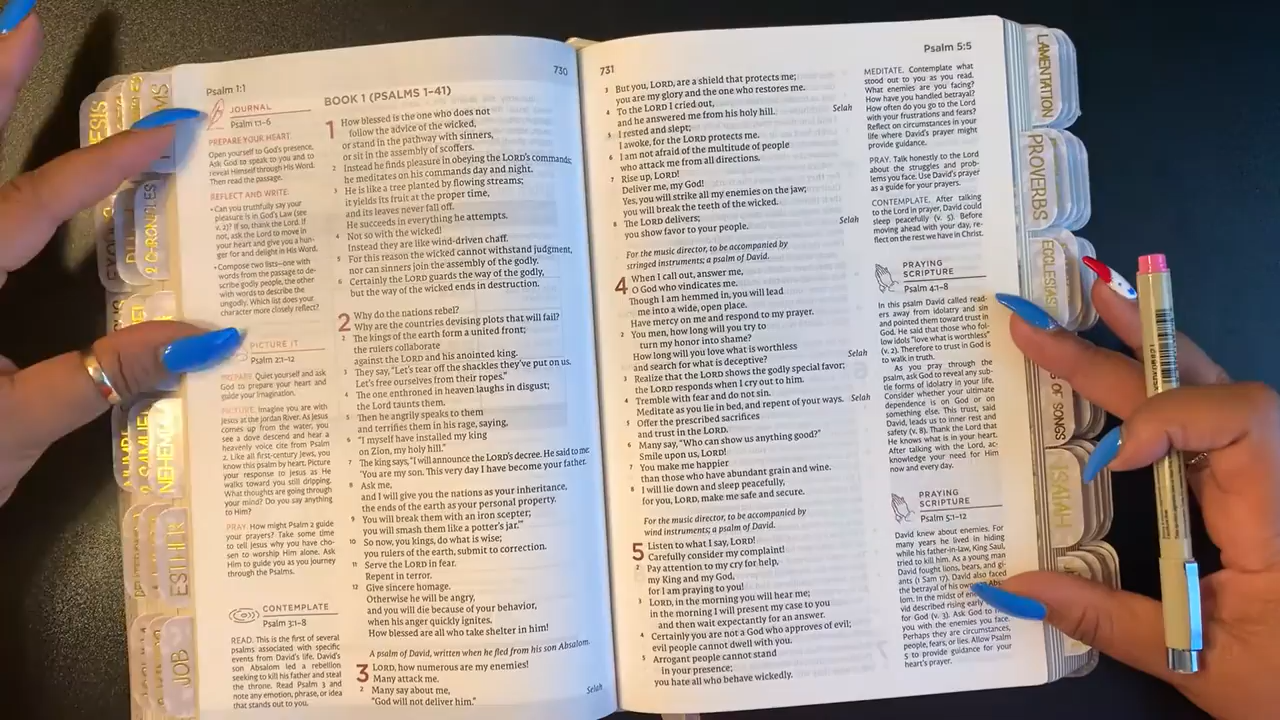 Psalm 1:1
730
JOURNAL
Psalm 1:1–6
PREPARE YOUR HEART.
Open yourself to God's presence.
Ask God to speak to you and to
reveal Himself through His Word.
Then read the passage.
REFLECT AND WRITE.
• Can you truthfully say your
pleasure is in God's Law (see
v. 2)? If so, thank the Lord. If
not, ask the Lord to move in
your heart and give you a hun-
ger for and delight in His Word.
• Compose two lists—one with
words from the passage to de-
scribe godly people, the other
with words to describe the
ungodly. Which list does your
character more closely reflect?
PICTURE IT
Psalm 2:1–12
PREPARE. Quiet yourself and ask
God to prepare your heart and
guide your imagination.
PICTURE. Imagine you are with
Jesus at the Jordan River. As Jesus
comes up from the water, you
see a dove descend and hear a
heavenly voice cite from Psalm
2. Like all first-century Jews, you
know this psalm by heart. Picture
your response to Jesus as He
walks toward you still dripping.
What thoughts are going through
your mind? Do you say anything
to Him?
PRAY. How might Psalm 2 guide
your prayers? Take some time
to tell Jesus why you have cho-
sen to worship Him alone. Ask
Him to guide you as you journey
through the Psalms.
CONTEMPLATE
Psalm 3:1–8
READ. This is the first of several
psalms associated with specific
events from David's life. David's
son Absalom led a rebellion
seeking to kill his father and steal
the throne. Read Psalm 3 and
note any emotion, phrase, or idea
that stands out to you.
BOOK 1 (PSALMS 1–41)
1 How blessed is the one who does not
follow the advice of the wicked,
or stand in the pathway with sinners,
or sit in the assembly of scoffers.
2 Instead he finds pleasure in obeying the LORD's commands;
he meditates on his commands day and night.
3 He is like a tree planted by flowing streams;
it yields its fruit at the proper time,
and its leaves never fall off.
He succeeds in everything he attempts.
4 Not so with the wicked!
Instead they are like wind-driven chaff.
5 For this reason the wicked cannot withstand judgment,
nor can sinners join the assembly of the godly.
6 Certainly the LORD guards the way of the godly,
but the way of the wicked ends in destruction.
2 Why do the nations rebel?
Why are the countries devising plots that will fail?
2 The kings of the earth form a united front;
the rulers collaborate
against the LORD and his anointed king.
3 They say, "Let's tear off the shackles they've put on us.
Let's free ourselves from their ropes."
4 The one enthroned in heaven laughs in disgust;
the Lord taunts them.
5 Then he angrily speaks to them
and terrifies them in his rage, saying,
6 "I myself have installed my king
on Zion, my holy hill."
7 The king says, "I will announce the LORD's decree. He said to me:
'You are my son. This very day I have become your father.
8 Ask me,
and I will give you the nations as your inheritance,
the ends of the earth as your personal property.
9 You will break them with an iron scepter;
you will smash them like a potter's jar.'"
10 So now, you kings, do what is wise;
you rulers of the earth, submit to correction.
11 Serve the LORD in fear.
Repent in terror.
12 Give sincere homage.
Otherwise he will be angry,
and you will die because of your behavior,
when his anger quickly ignites.
How blessed are all who take shelter in him!
A psalm of David, written when he fled from his son Absalom.
3 LORD, how numerous are my enemies!
Many attack me.
2 Many say about me,
"God will not deliver him." Selah
731
Psalm 5:5
3 But you, LORD, are a shield that protects me;
you are my glory and the one who restores me.
4 To the LORD I cried out,
and he answered me from his holy hill. Selah
5 I rested and slept;
I awoke, for the LORD protects me.
6 I am not afraid of the multitude of people
who attack me from all directions.
7 Rise up, LORD!
Deliver me, my God!
Yes, you will strike all my enemies on the jaw;
you will break the teeth of the wicked.
8 The LORD delivers;
you show favor to your people. Selah
For the music director, to be accompanied by
stringed instruments; a psalm of David.
4 When I call out, answer me,
O God who vindicates me.
Though I am hemmed in, you will lead
me into a wide, open place.
Have mercy on me and respond to my prayer.
2 You men, how long will you try to
turn my honor into shame?
How long will you love what is worthless
and search for what is deceptive? Selah
3 Realize that the LORD shows the godly special favor;
the LORD responds when I cry out to him.
4 Tremble with fear and do not sin.
Meditate as you lie in bed, and repent of your ways. Selah
5 Offer the prescribed sacrifices
and trust in the LORD.
6 Many say, "Who can show us anything good?"
Smile upon us, LORD!
7 You make me happier
than those who have abundant grain and wine.
8 I will lie down and sleep peacefully,
for you, LORD, make me safe and secure.
For the music director, to be accompanied by
wind instruments; a psalm of David.
5 Listen to what I say, LORD!
Carefully consider my complaint!
2 Pay attention to my cry for help,
my King and my God,
for I am praying to you!
3 LORD, in the morning you will hear me;
in the morning I will present my case to you
and then wait expectantly for an answer.
4 Certainly you are not a God who approves of evil;
evil people cannot dwell with you.
5 Arrogant people cannot stand
in your presence;
you hate all who behave wickedly.
MEDITATE. Contemplate what
stood out to you as you read.
What enemies are you facing?
How have you handled betrayal?
How often do you go to the Lord
with your frustrations and fears?
Reflect on circumstances in your
life where David's prayer might
provide guidance.
PRAY. Talk honestly to the Lord
about the struggles and prob-
lems you face. Use David's prayer
as a guide for your prayers.
CONTEMPLATE. After talking
to the Lord in prayer, David could
sleep peacefully (v. 5). Before
moving ahead with your day, re-
flect on the rest we have in Christ.
PRAYING
SCRIPTURE
Psalm 4:1–8
In this psalm David called read-
ers away from idolatry and sin
and pointed them toward trust in
God. He said that those who fol-
low idols "love what is worthless"
(v. 2). Therefore to trust in God is
to walk in truth.
As you pray through the
psalm, ask God to reveal any sub-
tle forms of idolatry in your life.
Consider whether your ultimate
dependence is on God or on
something else. This trust, said
David, leads us to inner rest and
safety (v. 8). Thank the Lord that
He knows what is in your heart.
After talking with the Lord, ac-
knowledge your need for Him
now and every day.
PRAYING
SCRIPTURE
Psalm 5:1–12
David knew about enemies. For
many years he lived in hiding
while his father-in-law, King Saul,
tried to kill him. As a young man
David fought lions, bears, and gi-
ants (1 Sam 17). David also faced
the betrayal of his own Abs
lom. In the midst of en
vid described rising early
for God (v. 3). Ask God to
you with the enemies you face.
Perhaps they are circumstances,
people, fears, or lies. Allow Psalm
5 to provide guidance for your
heart's prayer.
2 CHRONICLES
2 SAMUEL
NEHEM
ESTHER
JOB
LAMENTATION
PROVERBS
ECCLESIAS
OF SONGS
ISAIAH